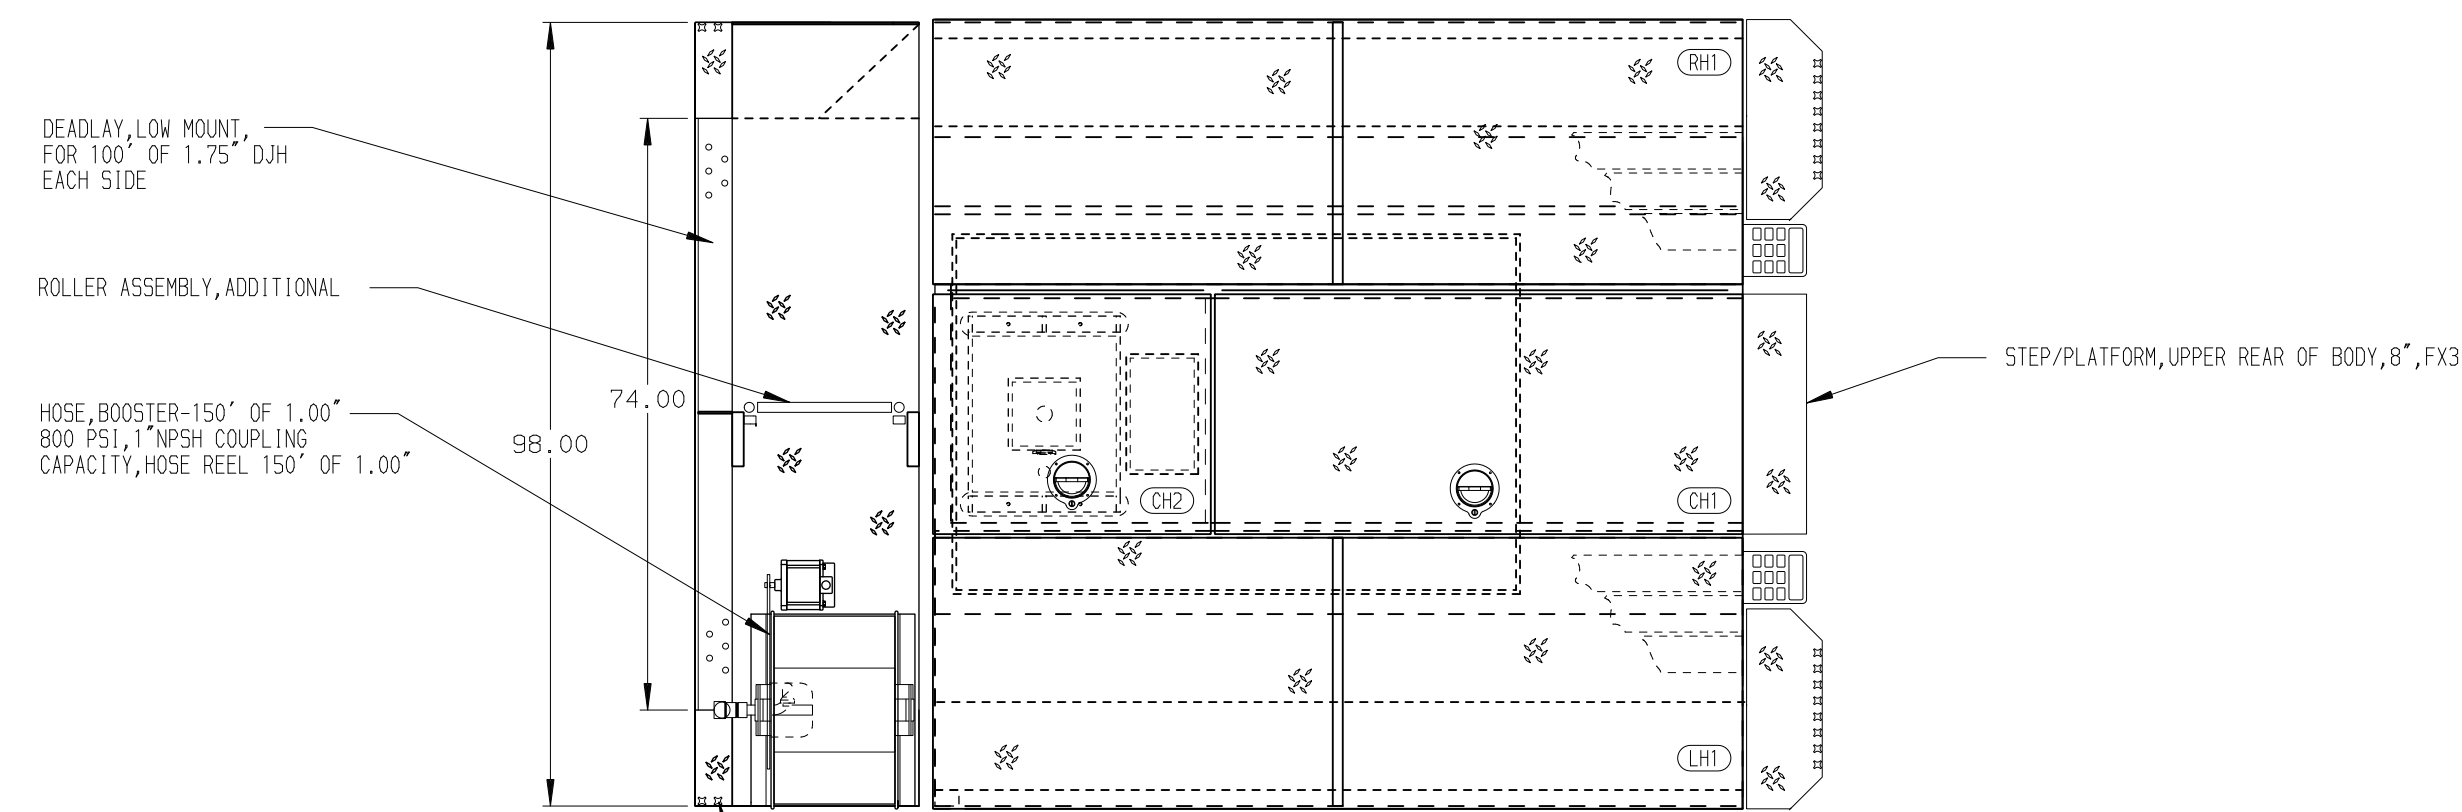 DEADLAY,LOW MOUNT,
FOR 100' OF 1.75" DJH
EACH SIDE
ROLLER ASSEMBLY,ADDITIONAL
HOSE,BOOSTER-150' OF 1.00"
800 PSI,1"NPSH COUPLING
CAPACITY,HOSE REEL 150' OF 1.00"
98.00
74.00
RH1
CH2
CH1
LH1
STEP/PLATFORM,UPPER REAR OF BODY,8",FX3